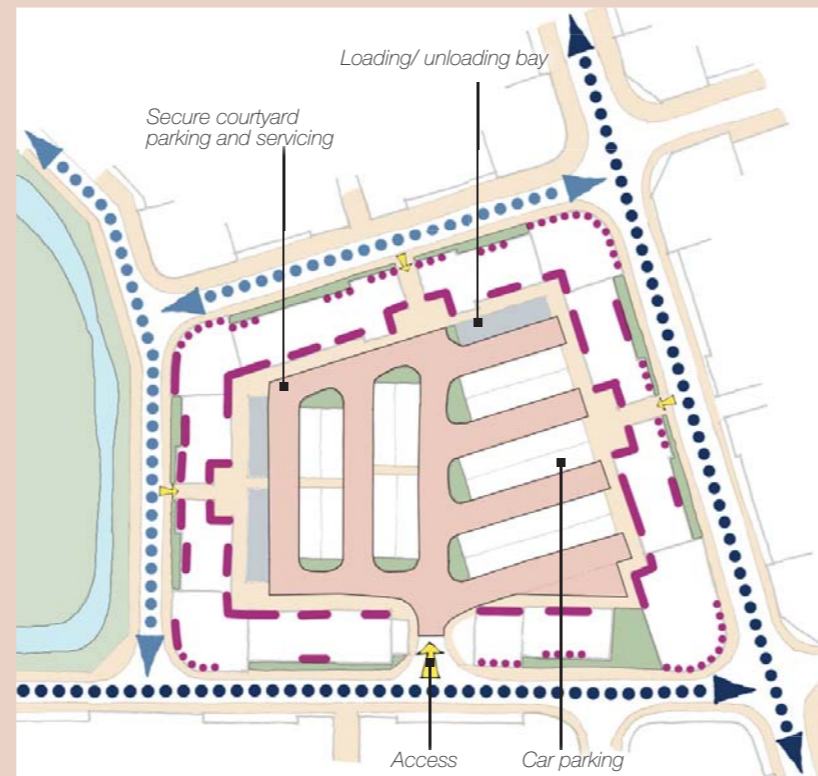 Loading/ unloading bay
Secure courtyard
parking and servicing
Access
Car parking